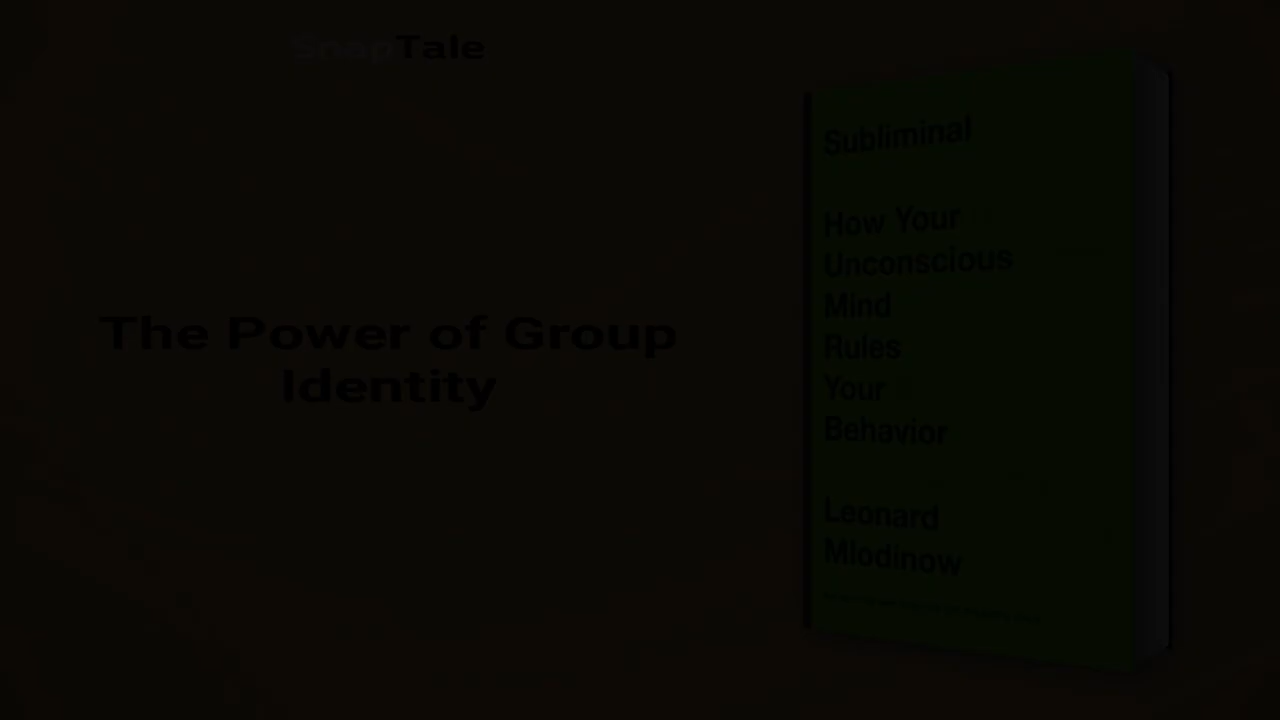 SnapTale
The Power of Group
Identity
Subliminal
How Your
Unconscious
Mind
Rules
Your
Behavior
Leonard
Mlodinow